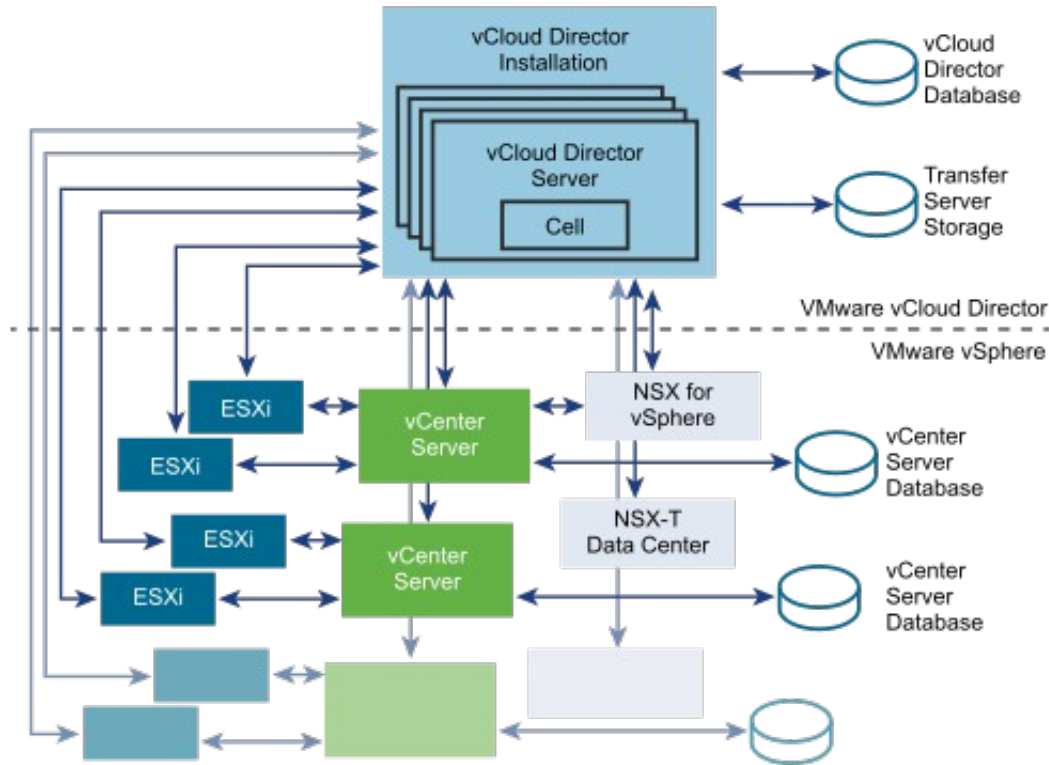 vCloud Director
Installation
vCloud Director
Server
Cell
vCloud
Director
Database
Transfer
Server
Storage
VMware vCloud Director
VMware vSphere
ESXi
vCenter
Server
NSX for
vSphere
ESXi
vCenter
Server
Database
ESXi
vCenter
Server
NSX-T
Data Center
ESXi
vCenter
Server
Database